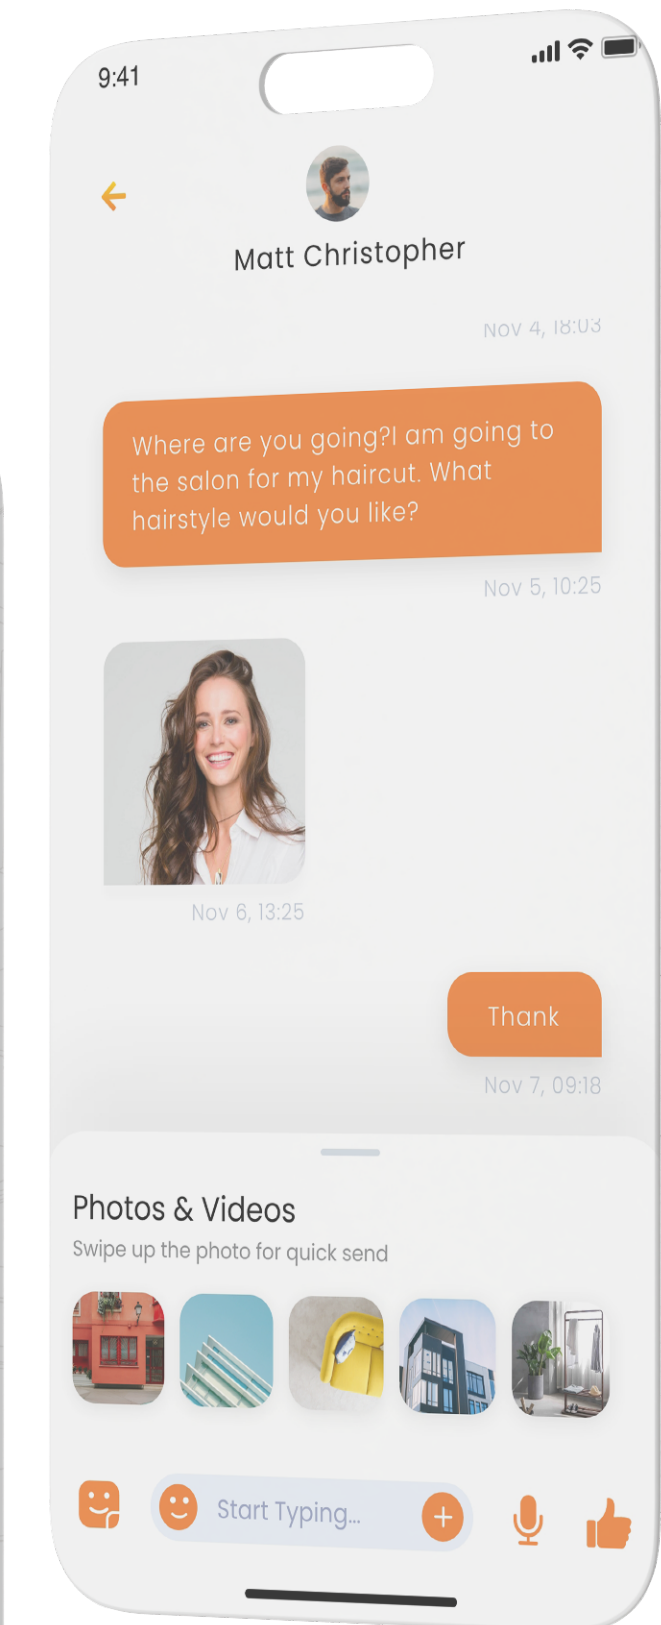 9:41
Matt Christopher
Nov 4, 18:03
Where are you going?I am going to
the salon for my haircut. What
hairstyle would you like?
Nov 5, 10:25
Nov 6, 13:25
Thank
Nov 7, 09:18
Photos & Videos
Swipe up the photo for quick send
Start Typing...